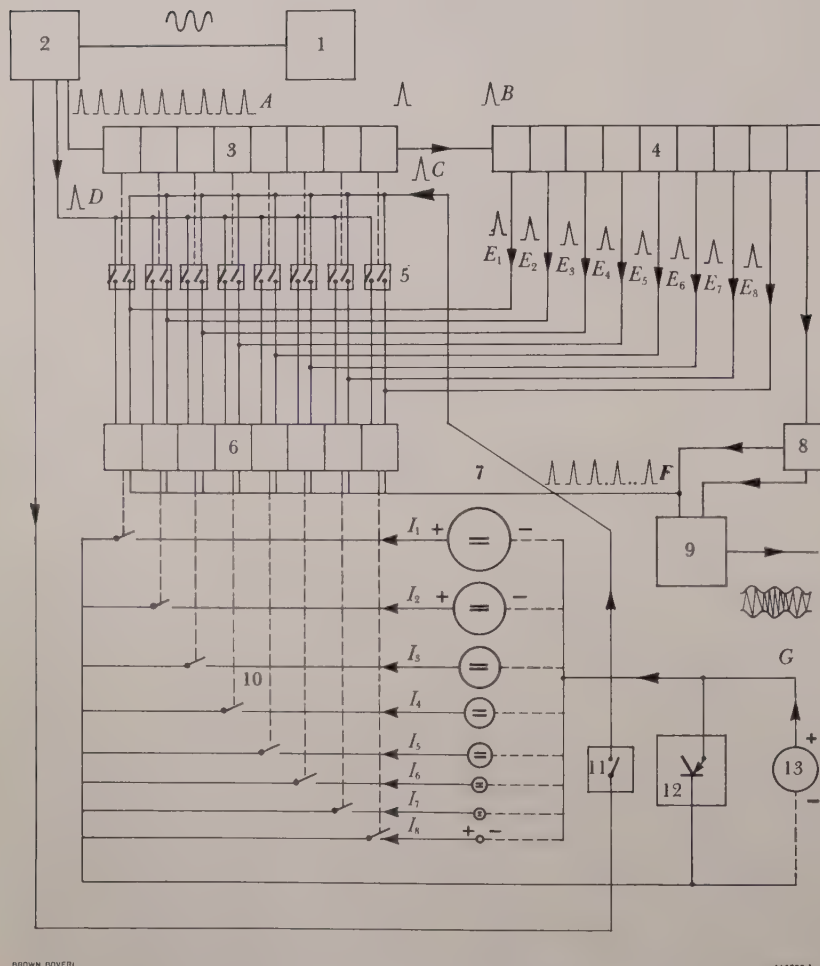 2
1
A
B
3
4
C
D
E₁
E₂
E₃
E₄
E₅
E₆
E₇
E₈
5
6
7
F
8
9
I₁ + = −
I₂ + = −
I₃ =
10
G
I₄ =
I₅ =
I₆ =
I₇ =
I₈ + −
11
12
13
+
−
BROWN BOVERI